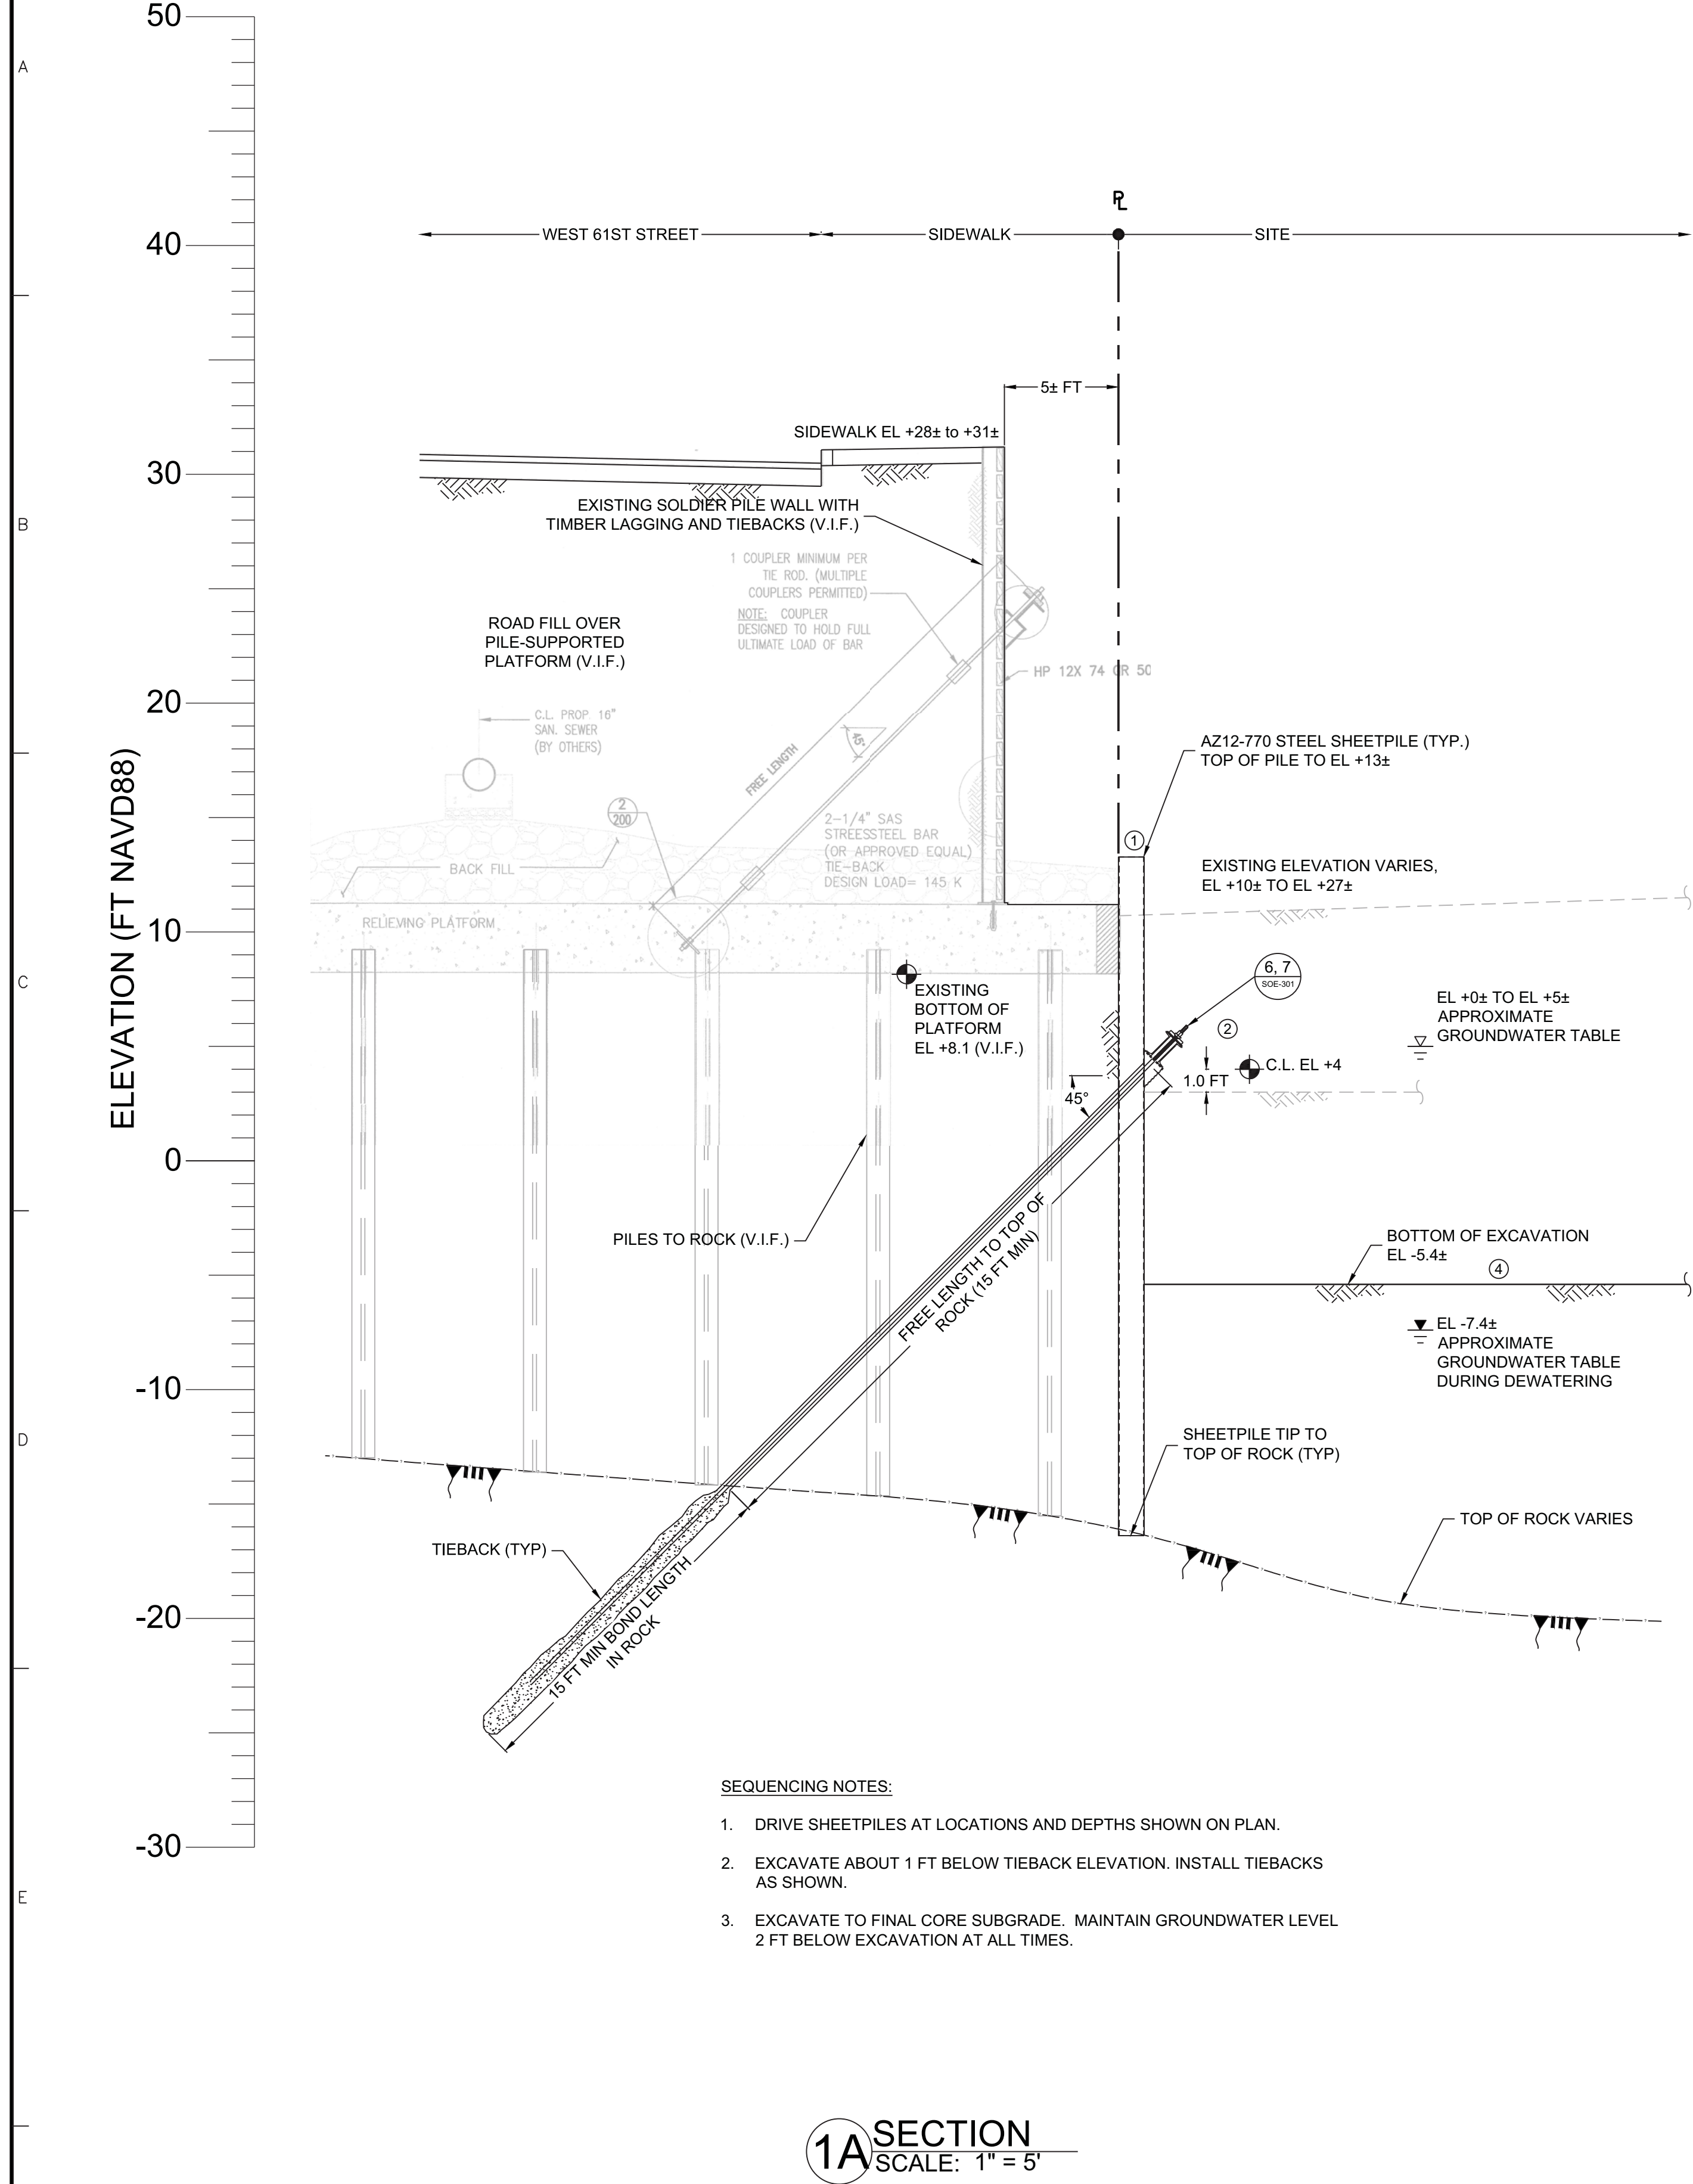 A
B
C
D
E
50
40
30
20
10
0
-10
-20
-30
ELEVATION (FT NAVD88)
PL
WEST 61ST STREET
SIDEWALK
SITE
5± FT
SIDEWALK EL +28± to +31±
EXISTING SOLDIER PILE WALL WITH
TIMBER LAGGING AND TIEBACKS (V.I.F.)
1 COUPLER MINIMUM PER
TIE ROD. (MULTIPLE
COUPLERS PERMITTED)
NOTE: COUPLER
DESIGNED TO HOLD FULL
ULTIMATE LOAD OF BAR
ROAD FILL OVER
PILE-SUPPORTED
PLATFORM (V.I.F.)
HP 12X 74 OR 50
C.L. PROP. 16"
SAN. SEWER
(BY OTHERS)
45°
FREE LENGTH
2
200
2-1/4" SAS
STREESSTEEL BAR
(OR APPROVED EQUAL)
TIE-BACK
DESIGN LOAD= 145 K
BACK FILL
RELIEVING PLATFORM
AZ12-770 STEEL SHEETPILE (TYP.)
TOP OF PILE TO EL +13±
1
EXISTING ELEVATION VARIES,
EL +10± TO EL +27±
6, 7
SOE-301
2
EXISTING
BOTTOM OF
PLATFORM
EL +8.1 (V.I.F.)
EL +0± TO EL +5±
APPROXIMATE
GROUNDWATER TABLE
C.L. EL +4
1.0 FT
45°
PILES TO ROCK (V.I.F.)
FREE LENGTH TO TOP OF
ROCK (15 FT MIN)
BOTTOM OF EXCAVATION
EL -5.4±
4
EL -7.4±
APPROXIMATE
GROUNDWATER TABLE
DURING DEWATERING
SHEETPILE TIP TO
TOP OF ROCK (TYP)
TOP OF ROCK VARIES
TIEBACK (TYP)
15 FT MIN BOND LENGTH
IN ROCK
SEQUENCING NOTES:
1. DRIVE SHEETPILES AT LOCATIONS AND DEPTHS SHOWN ON PLAN.
2. EXCAVATE ABOUT 1 FT BELOW TIEBACK ELEVATION. INSTALL TIEBACKS
AS SHOWN.
3. EXCAVATE TO FINAL CORE SUBGRADE. MAINTAIN GROUNDWATER LEVEL
2 FT BELOW EXCAVATION AT ALL TIMES.
1A
SECTION
SCALE: 1" = 5'